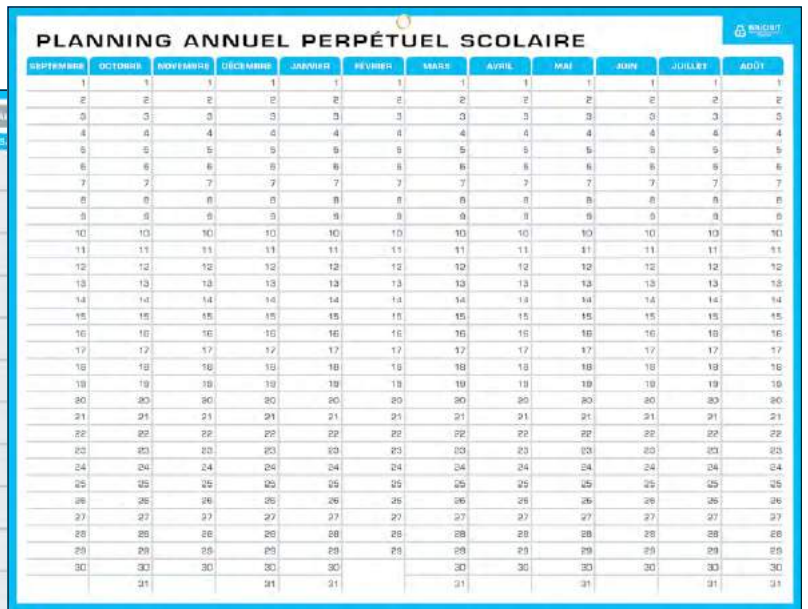 PLANNING ANNUEL PERPÉTUEL SCOLAIRE
SEPTEMBRE OCTOBRE NOVEMBRE DÉCEMBRE JANVIER FÉVRIER MARS AVRIL MAI JUIN JUILLET AOÛT
1 1 1 1 1 1 1 1 1 1 1 1
2 2 2 2 2 2 2 2 2 2 2 2
3 3 3 3 3 3 3 3 3 3 3 3
4 4 4 4 4 4 4 4 4 4 4 4
5 5 5 5 5 5 5 5 5 5 5 5
6 6 6 6 6 6 6 6 6 6 6 6
7 7 7 7 7 7 7 7 7 7 7 7
8 8 8 8 8 8 8 8 8 8 8 8
9 9 9 9 9 9 9 9 9 9 9 9
10 10 10 10 10 10 10 10 10 10 10 10
11 11 11 11 11 11 11 11 11 11 11 11
12 12 12 12 12 12 12 12 12 12 12 12
13 13 13 13 13 13 13 13 13 13 13 13
14 14 14 14 14 14 14 14 14 14 14 14
15 15 15 15 15 15 15 15 15 15 15 15
16 16 16 16 16 16 16 16 16 16 16 16
17 17 17 17 17 17 17 17 17 17 17 17
18 18 18 18 18 18 18 18 18 18 18 18
19 19 19 19 19 19 19 19 19 19 19 19
20 20 20 20 20 20 20 20 20 20 20 20
21 21 21 21 21 21 21 21 21 21 21 21
22 22 22 22 22 22 22 22 22 22 22 22
23 23 23 23 23 23 23 23 23 23 23 23
24 24 24 24 24 24 24 24 24 24 24 24
25 25 25 25 25 25 25 25 25 25 25 25
26 26 26 26 26 26 26 26 26 26 26 26
27 27 27 27 27 27 27 27 27 27 27 27
28 28 28 28 28 28 28 28 28 28 28 28
29 29 29 29 29 29 29 29 29 29 29 29
30 30 30 30 30 30 30 30 30 30 30
31 31 31 31 31 31 31